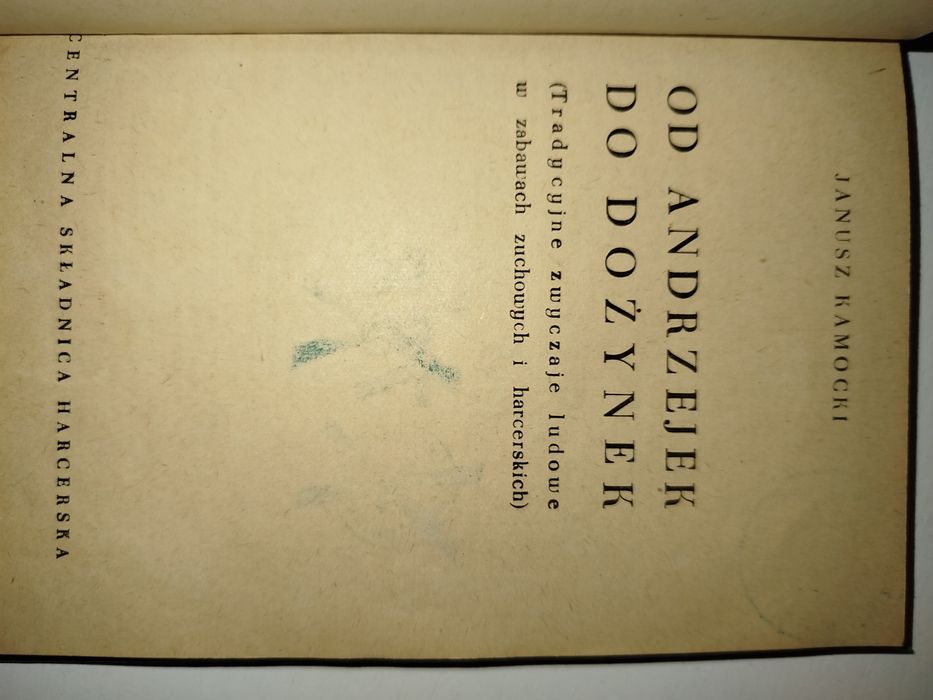 JANUSZ KAMOCKI
OD ANDRZEJEK
DO DOŻYNEK
(Tradycyjne zwyczaje ludowe
w zabawach zuchowych i harcerskich)
CENTRALNA SKŁADNICA HARCERSKA